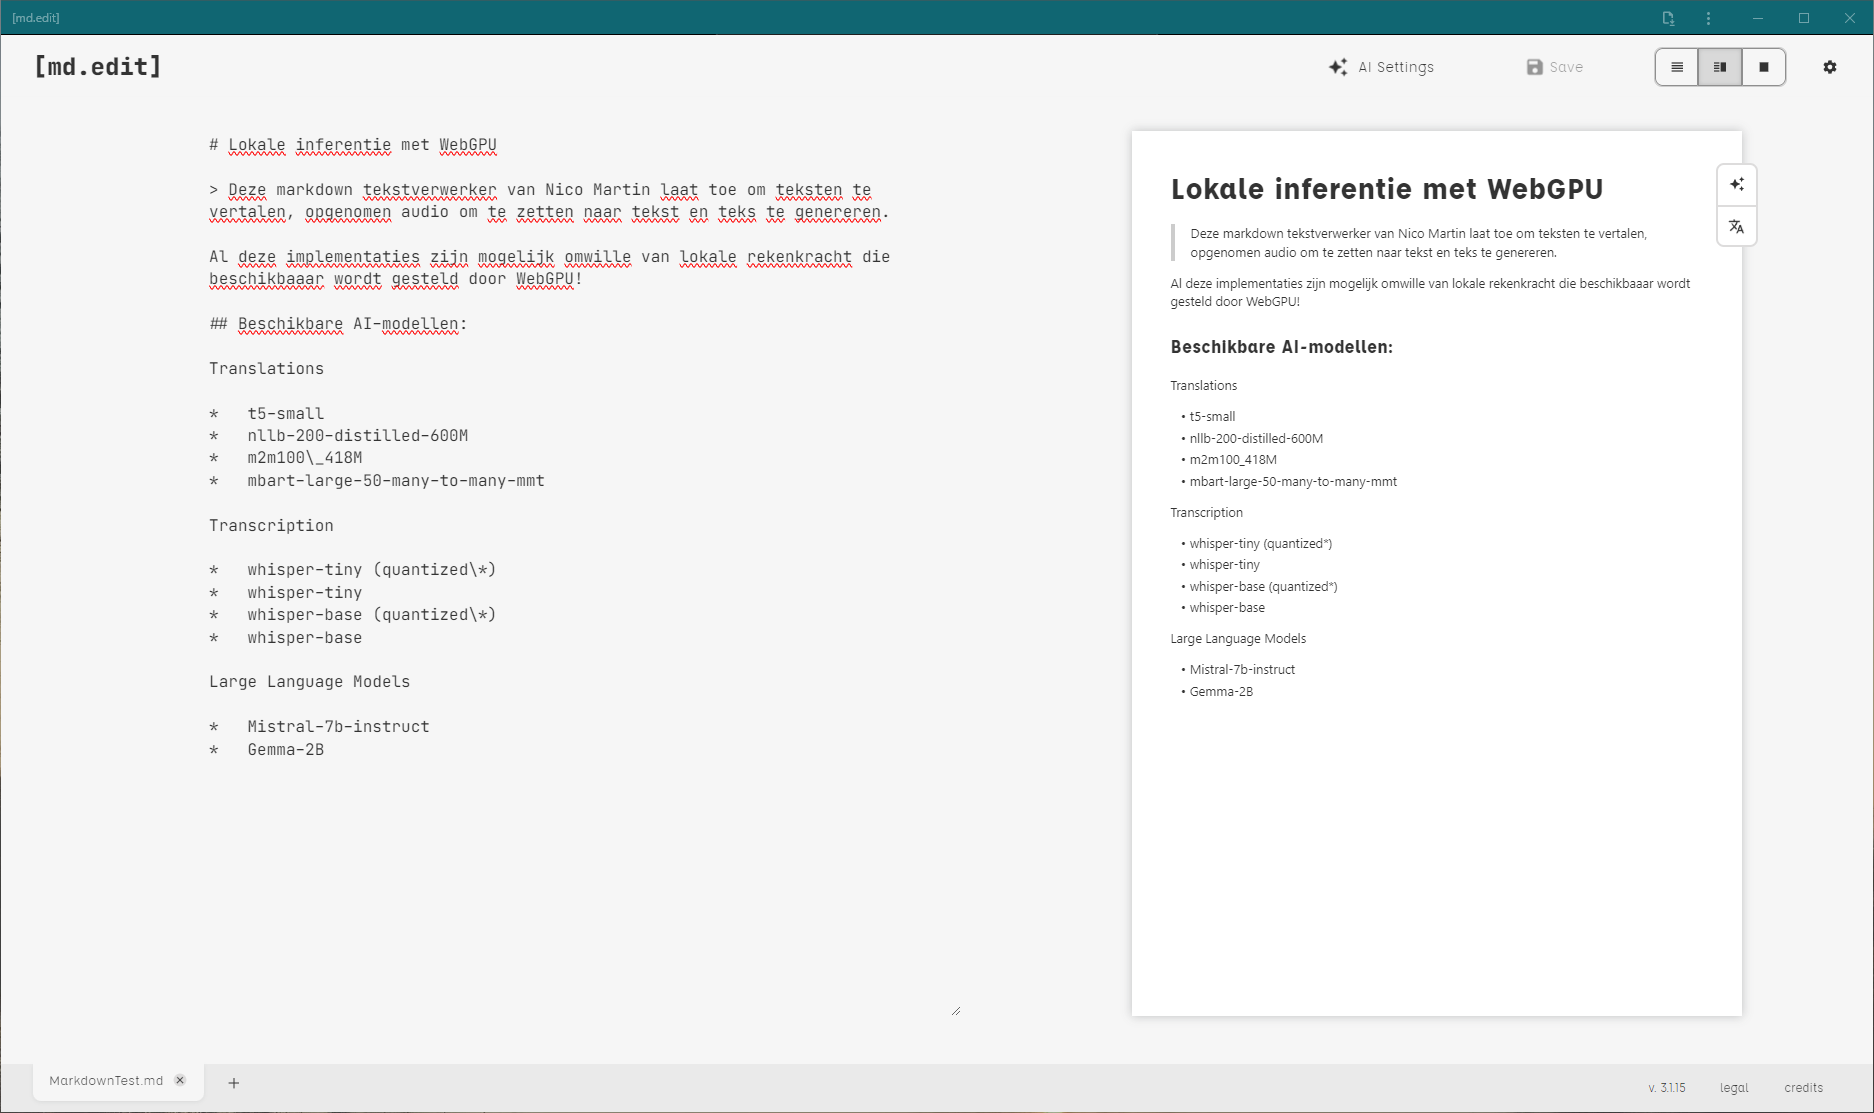 [md.edit]
[md.edit]
AI Settings
Save
# Lokale inferentie met WebGPU
> Deze markdown tekstverwerker van Nico Martin laat toe om teksten te
vertalen, opgenomen audio om te zetten naar tekst en teks te genereren.
Al deze implementaties zijn mogelijk omwille van lokale rekenkracht die
beschikbaaar wordt gesteld door WebGPU!
## Beschikbare AI-modellen:
Translations
*   t5-small
*   nllb-200-distilled-600M
*   m2m100\_418M
*   mbart-large-50-many-to-many-mmt
Transcription
*   whisper-tiny (quantized\*)
*   whisper-tiny
*   whisper-base (quantized\*)
*   whisper-base
Large Language Models
*   Mistral-7b-instruct
*   Gemma-2B
Lokale inferentie met WebGPU
Deze markdown tekstverwerker van Nico Martin laat toe om teksten te vertalen,
opgenomen audio om te zetten naar tekst en teks te genereren.
Al deze implementaties zijn mogelijk omwille van lokale rekenkracht die beschikbaaar wordt
gesteld door WebGPU!
Beschikbare AI-modellen:
Translations
• t5-small
• nllb-200-distilled-600M
• m2m100_418M
• mbart-large-50-many-to-many-mmt
Transcription
• whisper-tiny (quantized*)
• whisper-tiny
• whisper-base (quantized*)
• whisper-base
Large Language Models
• Mistral-7b-instruct
• Gemma-2B
MarkdownTest.md
v. 3.1.15
legal
credits